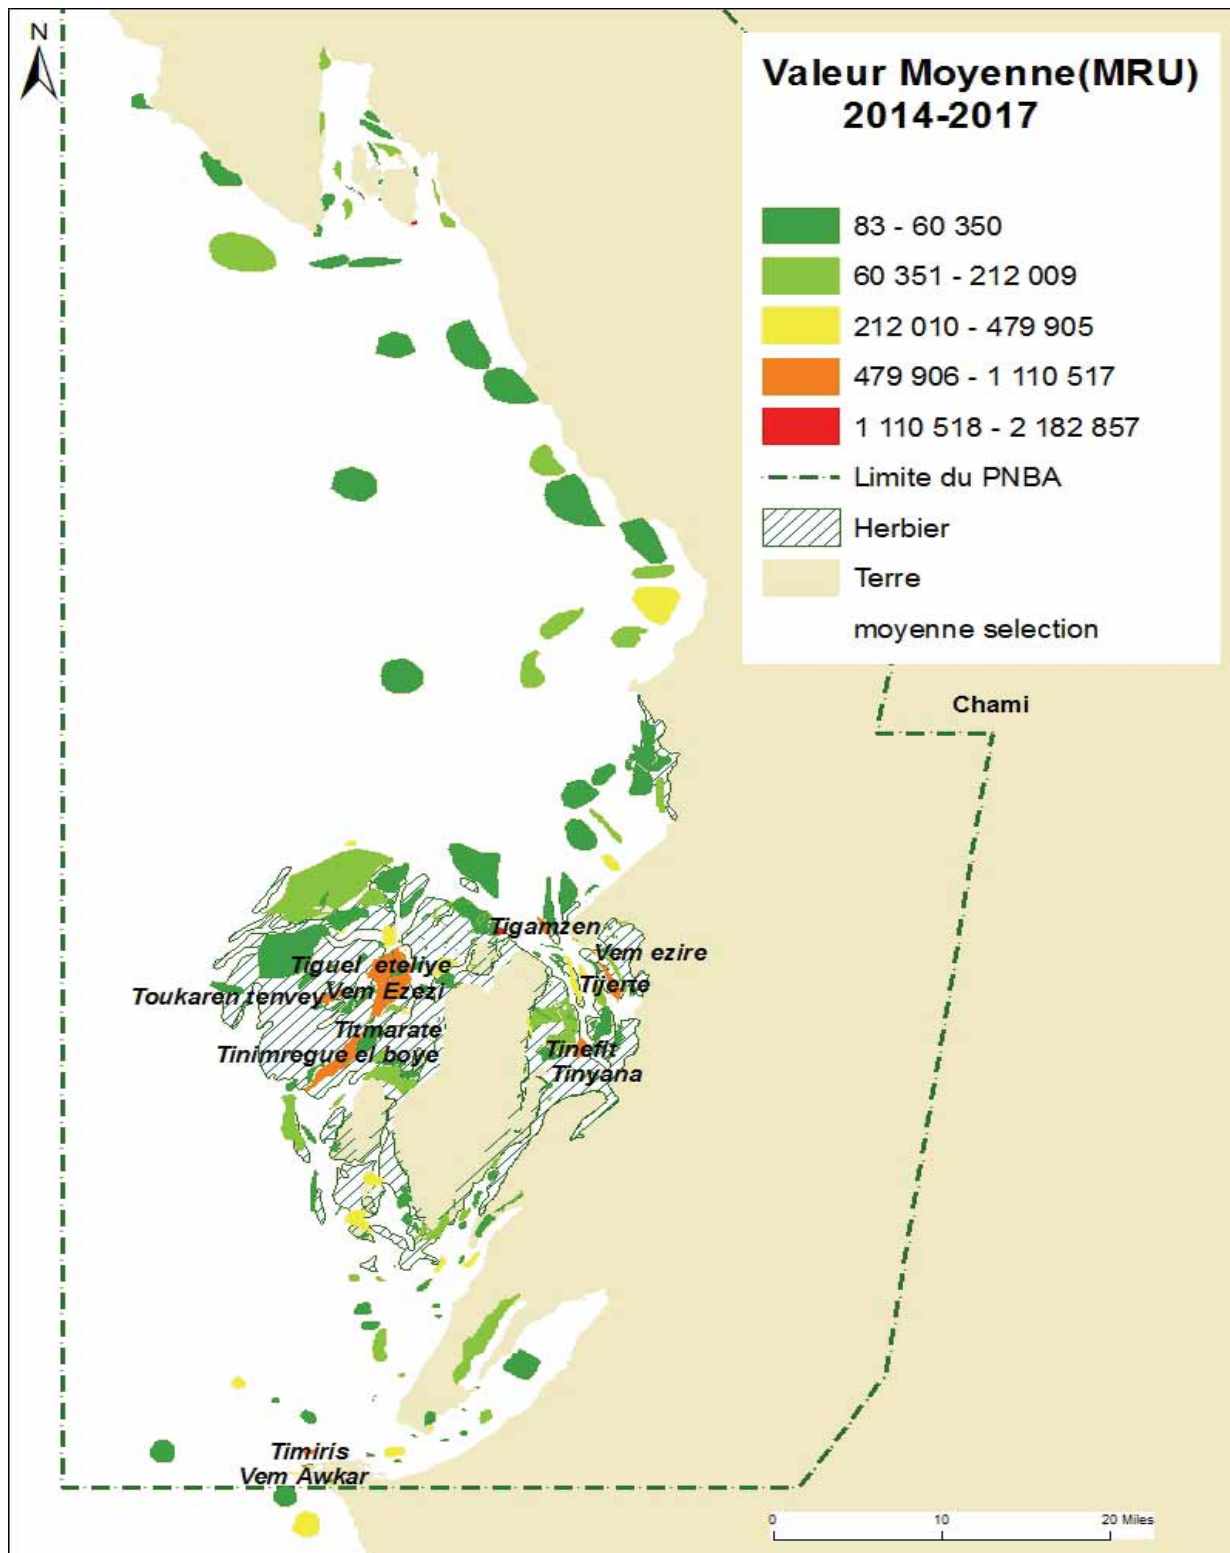 N
Valeur Moyenne(MRU)
2014-2017
83 - 60 350
60 351 - 212 009
212 010 - 479 905
479 906 - 1 110 517
1 110 518 - 2 182 857
Limite du PNBA
Herbier
Terre
moyenne selection
Chami
Tigamzen
Vem ezire
Tiguel eteliye
Tijerte
Toukaren tenvey
Vem Ezezi
Titmarate
Tinimregue el boye
Tineflt
Tinyana
Timiris
Vem Awkar
0 10 20 Miles